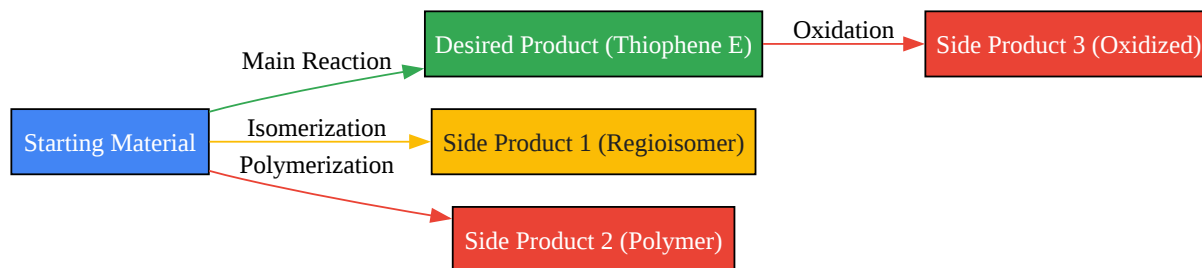 Oxidation
Desired Product (Thiophene E)
Side Product 3 (Oxidized)
Main Reaction
Isomerization
Starting Material
Side Product 1 (Regioisomer)
Polymerization
Side Product 2 (Polymer)